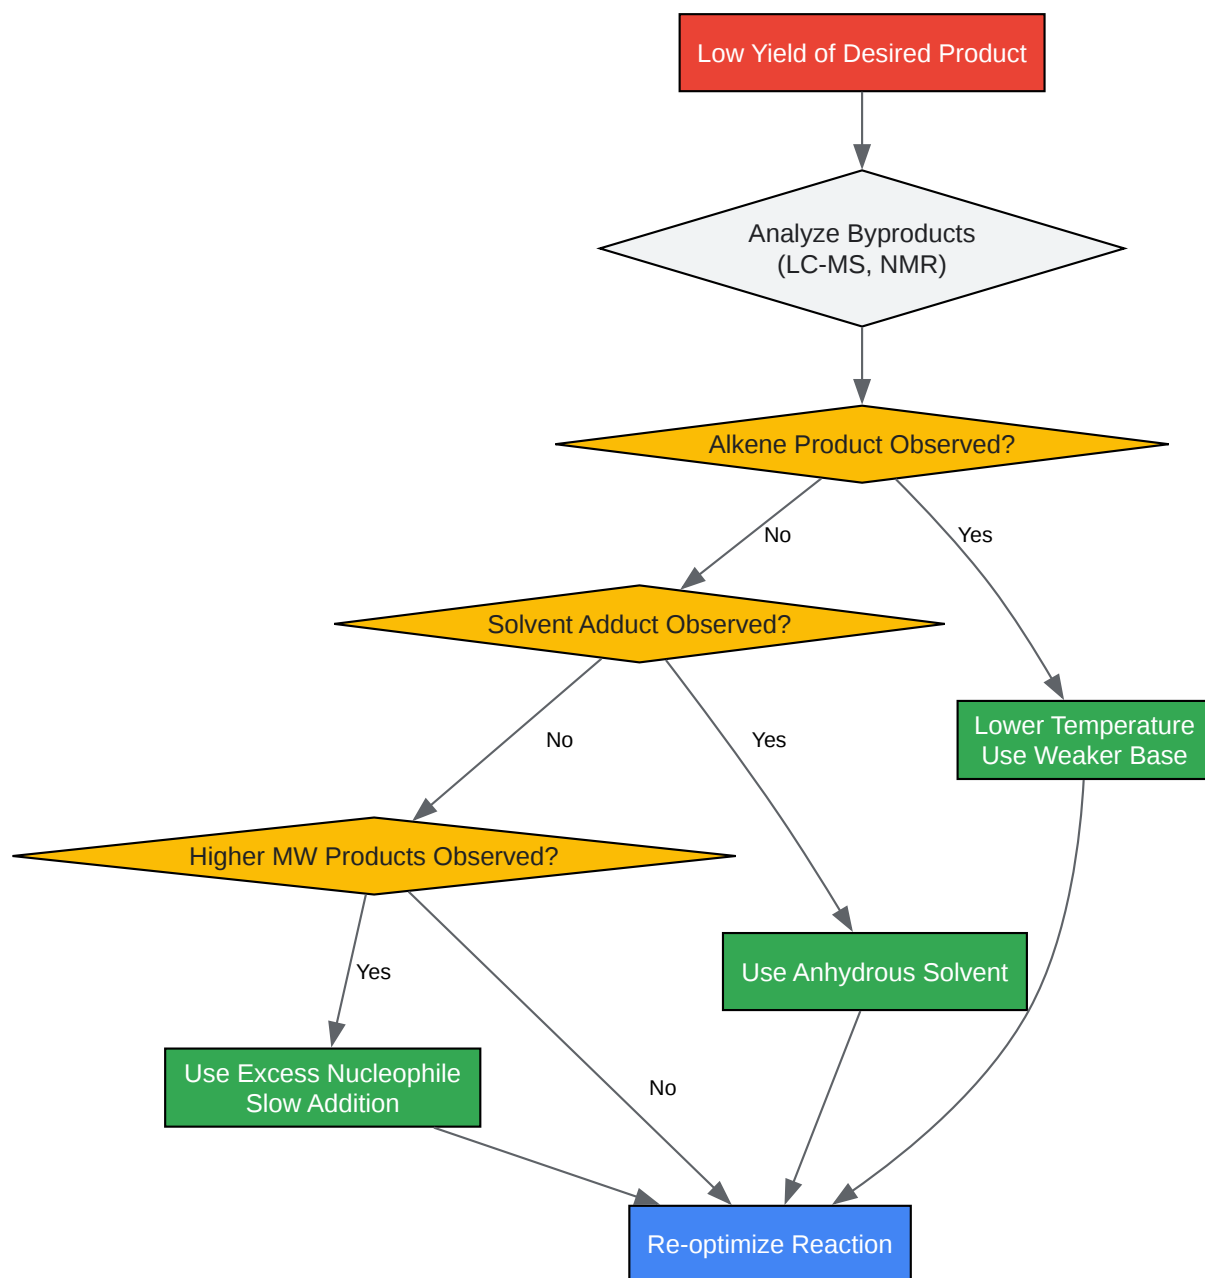 Low Yield of Desired Product
Analyze Byproducts
(LC-MS, NMR)
Alkene Product Observed?
No
Yes
Solvent Adduct Observed?
No
Yes
Lower Temperature
Use Weaker Base
Higher MW Products Observed?
Yes
Use Anhydrous Solvent
Use Excess Nucleophile
Slow Addition
No
Re-optimize Reaction